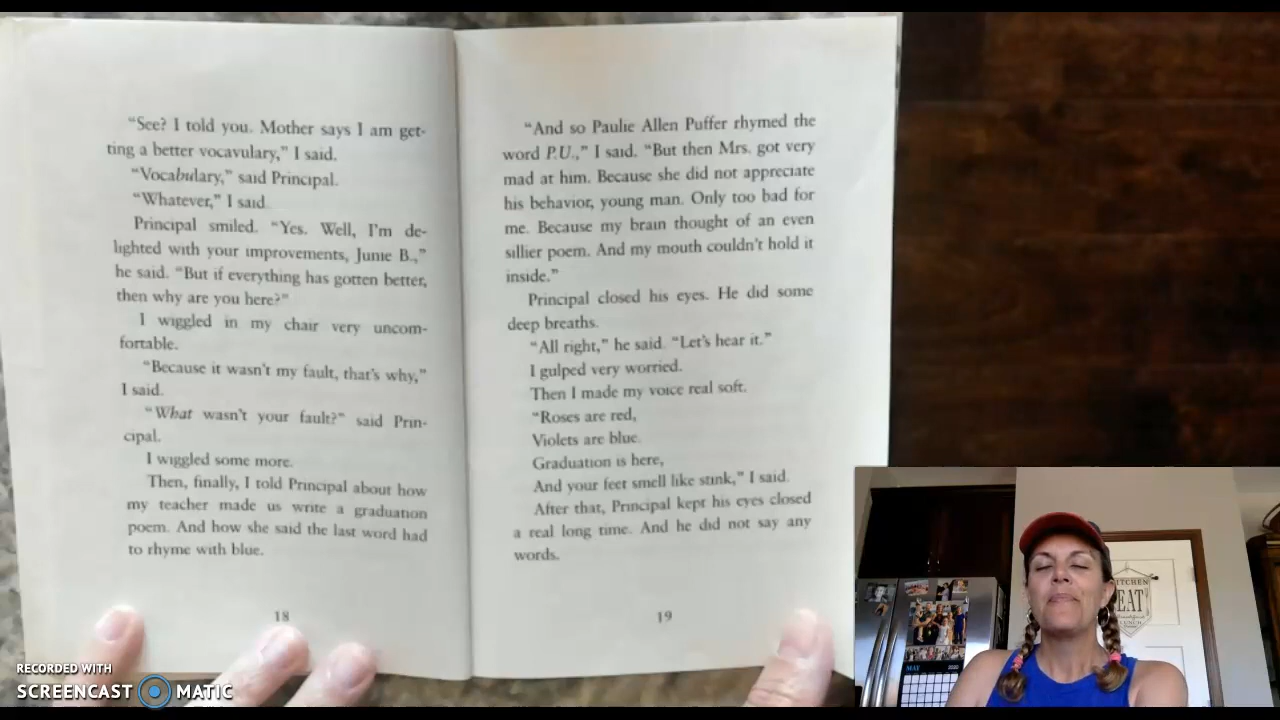 "See? I told you. Mother says I am get-
ting a better vocavulary," I said.
"Vocabulary," said Principal.
"Whatever," I said
Principal smiled. "Yes. Well, I'm de-
lighted with your improvements, Junie B.,"
he said. "But if everything has gotten better,
then why are you here?"
I wiggled in my chair very uncom-
fortable.
"Because it wasn't my fault, that's why,"
I said.
"What wasn't your fault?" said Prin-
cipal.
I wiggled some more.
Then, finally, I told Principal about how
my teacher made us write a graduation
poem. And how she said the last word had
to rhyme with blue.
18
"And so Paulie Allen Puffer rhymed the
word P.U.," I said. "But then Mrs. got very
mad at him. Because she did not appreciate
his behavior, young man. Only too bad for
me. Because my brain thought of an even
sillier poem. And my mouth couldn't hold it
inside."
Principal closed his eyes. He did some
deep breaths.
"All right," he said. "Let's hear it."
I gulped very worried.
Then I made my voice real soft.
"Roses are red,
Violets are blue.
Graduation is here,
And your feet smell like stink," I said.
After that, Principal kept his eyes closed
a real long time. And he did not say any
words.
19
RECORDED WITH
SCREENCAST MATIC
KITCHEN
EAT
LUNCH
MAY 2020